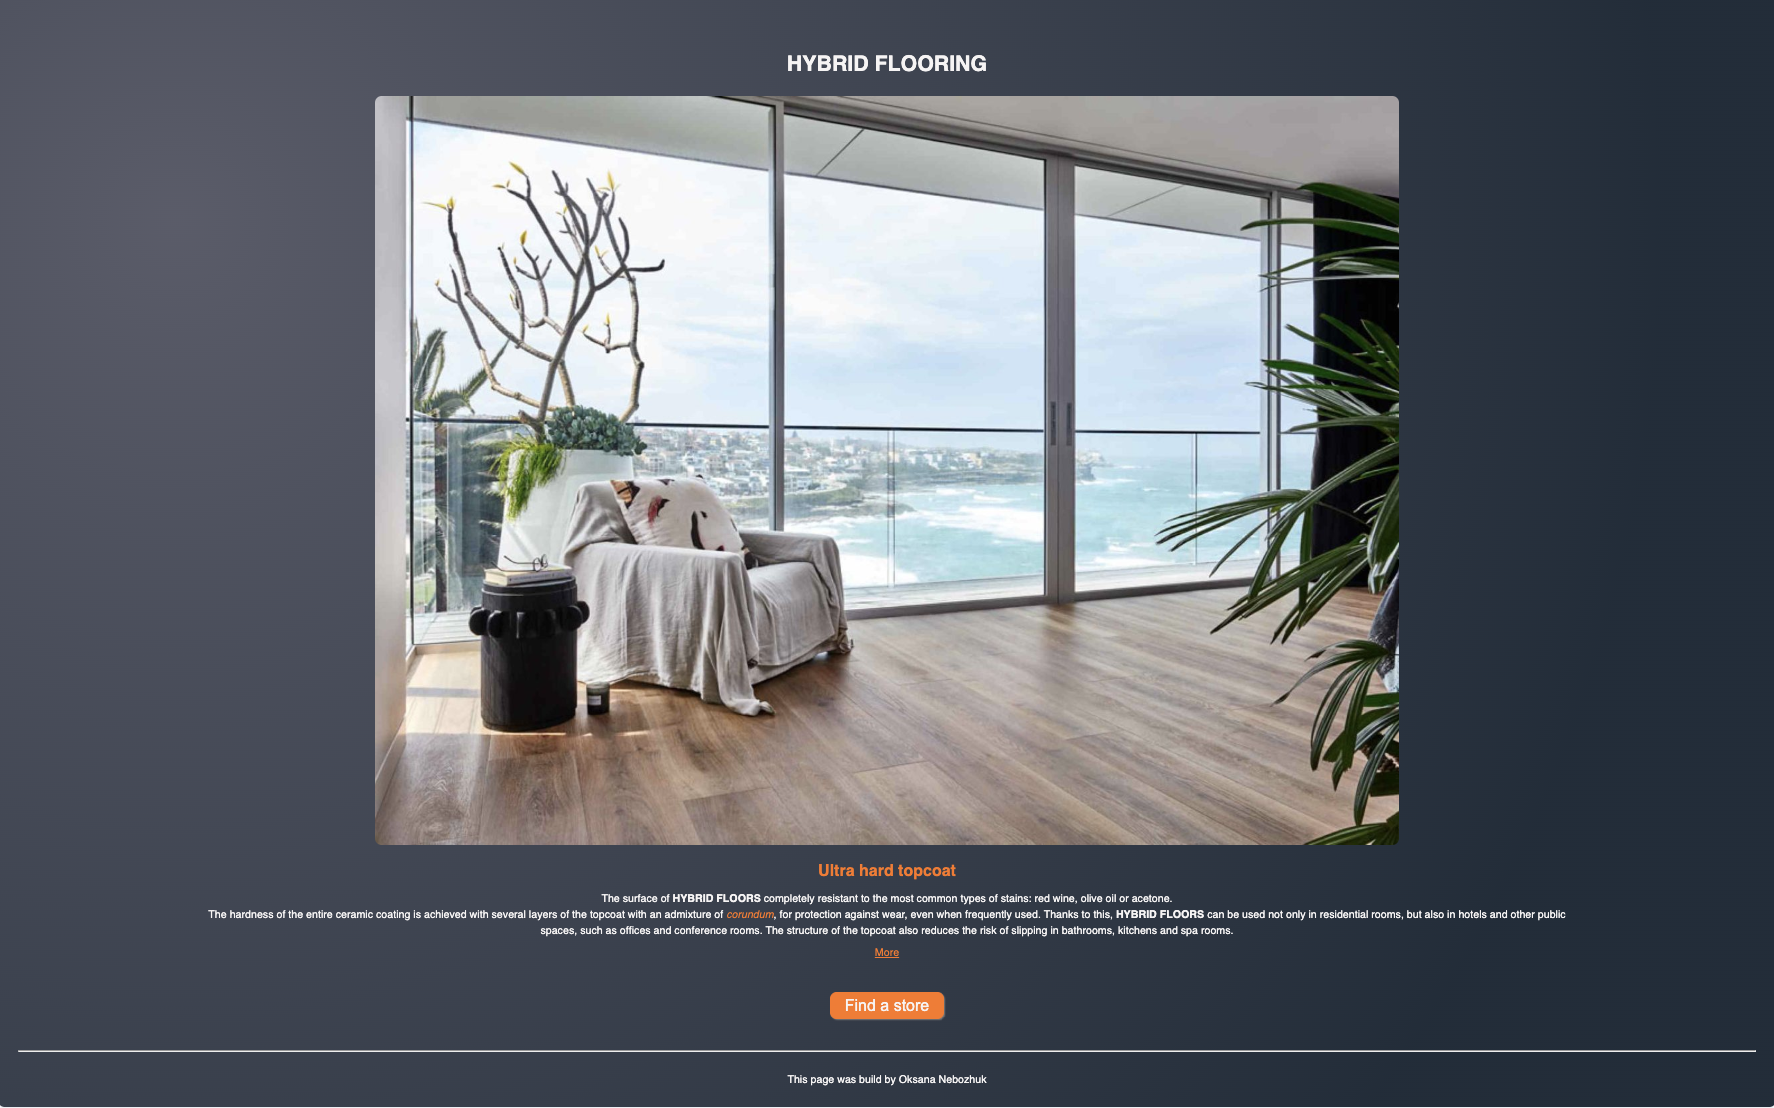 HYBRID FLOORING
Ultra hard topcoat
The surface of HYBRID FLOORS completely resistant to the most common types of stains: red wine, olive oil or acetone.
The hardness of the entire ceramic coating is achieved with several layers of the topcoat with an admixture of corundum, for protection against wear, even when frequently used. Thanks to this, HYBRID FLOORS can be used not only in residential rooms, but also in hotels and other public
spaces, such as offices and conference rooms. The structure of the topcoat also reduces the risk of slipping in bathrooms, kitchens and spa rooms.
More
Find a store
This page was build by Oksana Nebozhuk